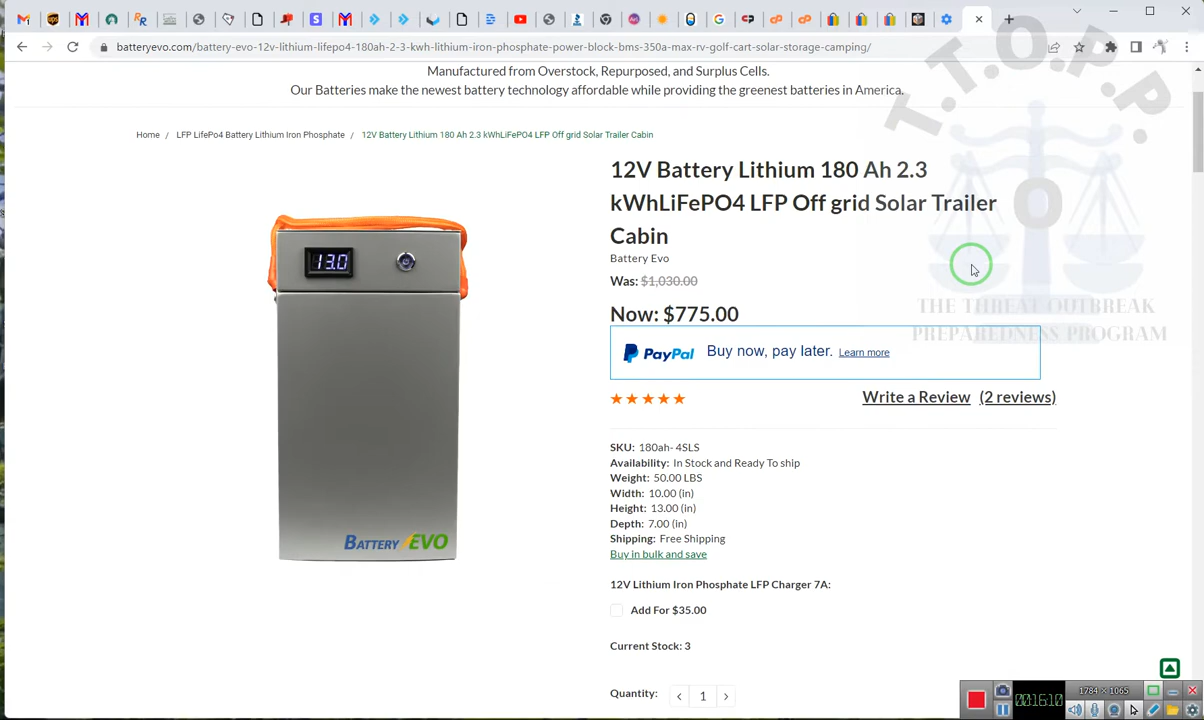 batteryevo.com/battery-evo-12v-lithium-lifepo4-180ah-2-3-kwh-lithium-iron-phosphate-power-block-bms-350a-max-rv-golf-cart-solar-storage-camping/
Manufactured from Overstock, Repurposed, and Surplus Cells.
Our Batteries make the newest battery technology affordable while providing the greenest batteries in America.
T.T.O.P.P.
Home / LFP LifePo4 Battery Lithium Iron Phosphate / 12V Battery Lithium 180 Ah 2.3 kWhLiFePO4 LFP Off grid Solar Trailer Cabin
12V Battery Lithium 180 Ah 2.3
kWhLiFePO4 LFP Off grid Solar Trailer
Cabin
Battery Evo
Was: $1,030.00
Now: $775.00
THE THREAT OUTBREAK
PREPAREDNESS PROGRAM
PayPal Buy now, pay later. Learn more
Write a Review (2 reviews)
SKU: 180ah- 4SLS
Availability: In Stock and Ready To ship
Weight: 50.00 LBS
Width: 10.00 (in)
Height: 13.00 (in)
Depth: 7.00 (in)
Shipping: Free Shipping
Buy in bulk and save
12V Lithium Iron Phosphate LFP Charger 7A:
Add For $35.00
Current Stock: 3
Quantity: 1
13.0
BATTERY EVO
00:16:10
1784 × 1065